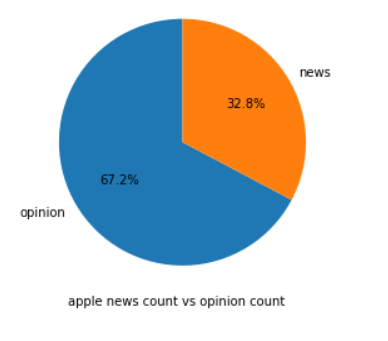 news
32.8%
67.2%
opinion
apple news count vs opinion count